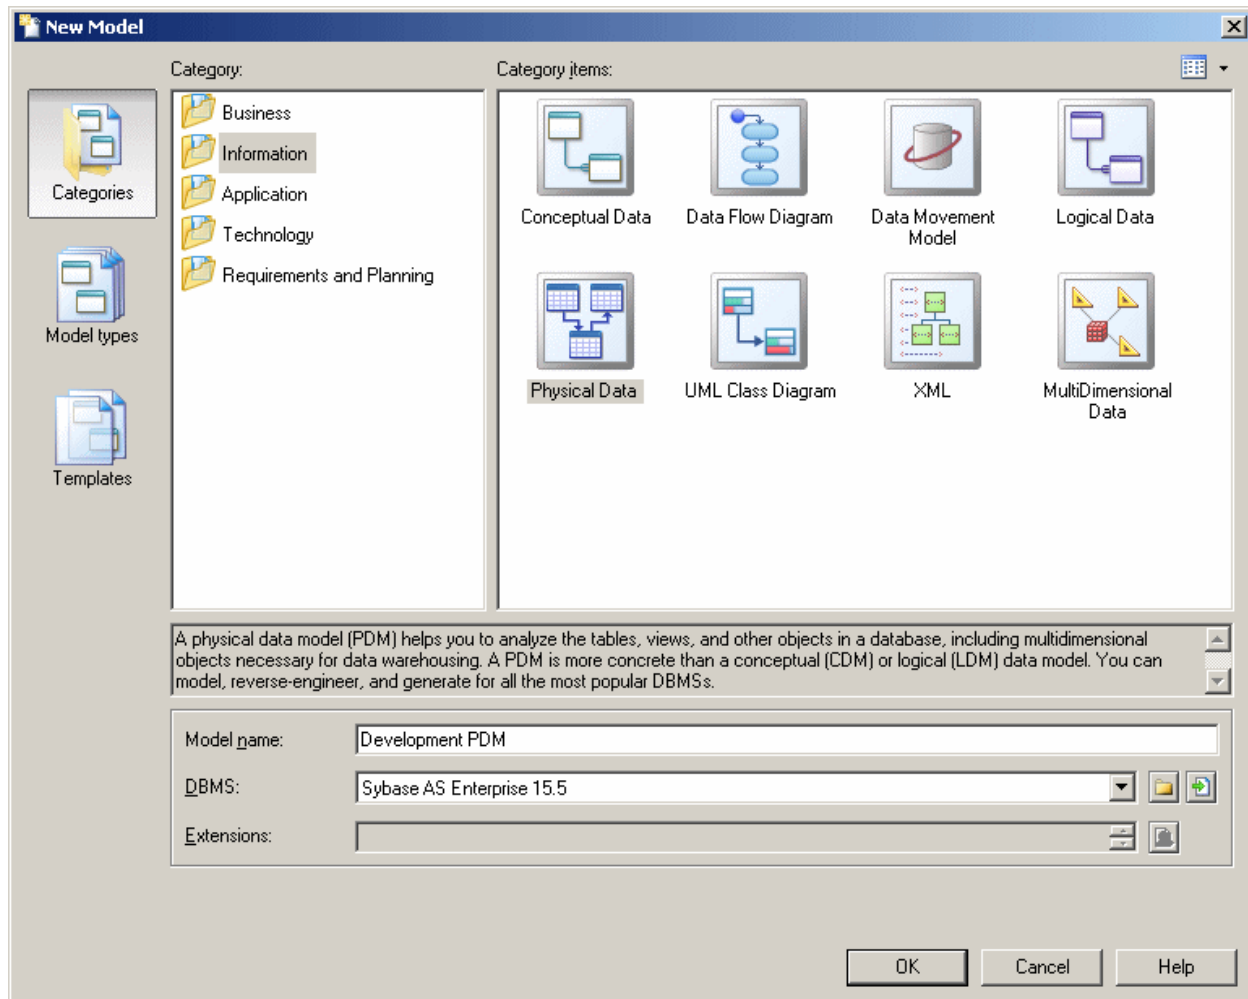 New Model
Category:
Category items:
Categories
Model types
Templates
Business
Information
Application
Technology
Requirements and Planning
Conceptual Data
Data Flow Diagram
Data Movement
Model
Logical Data
Physical Data
UML Class Diagram
XML
MultiDimensional
Data
A physical data model (PDM) helps you to analyze the tables, views, and other objects in a database, including multidimensional
objects necessary for data warehousing. A PDM is more concrete than a conceptual (CDM) or logical (LDM) data model. You can
model, reverse-engineer, and generate for all the most popular DBMSs.
Model name:
Development PDM
DBMS:
Sybase AS Enterprise 15.5
Extensions:
OK
Cancel
Help